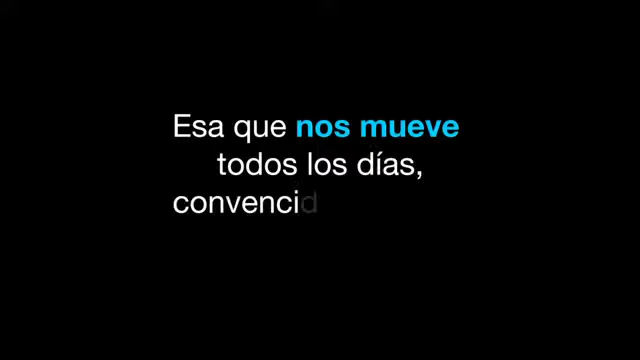 Esa que nos mueve
todos los días,
convencid